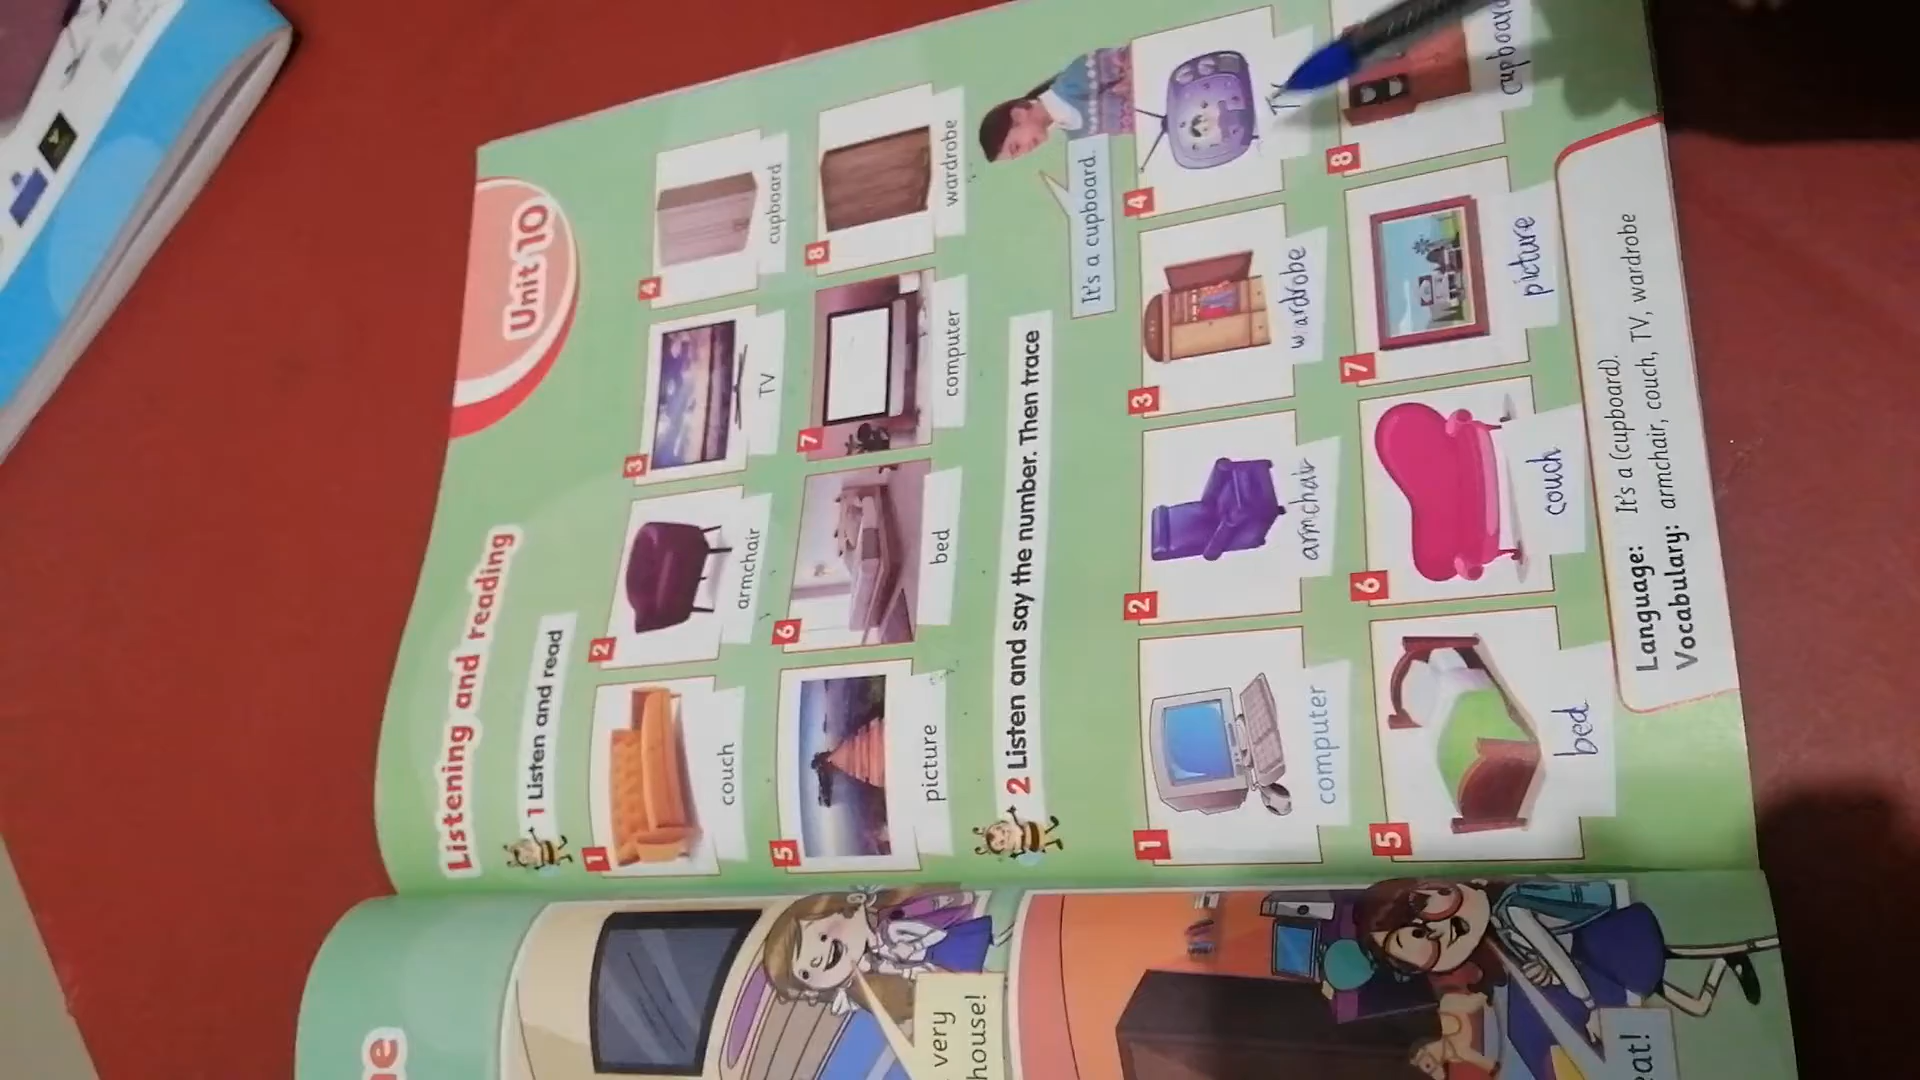 Unit 10
Listening and reading
1 Listen and read
1
couch
2
armchair
3
TV
4
cupboard
5
picture
6
bed
7
computer
8
wardrobe
2 Listen and say the number. Then trace
It's a cupboard.
1
computer
2
armchair
3
wardrobe
4
TV
5
bed
6
couch
7
picture
8
cupboard
Language: It's a (cupboard).
Vocabulary: armchair, couch, TV, wardrobe
very
house!